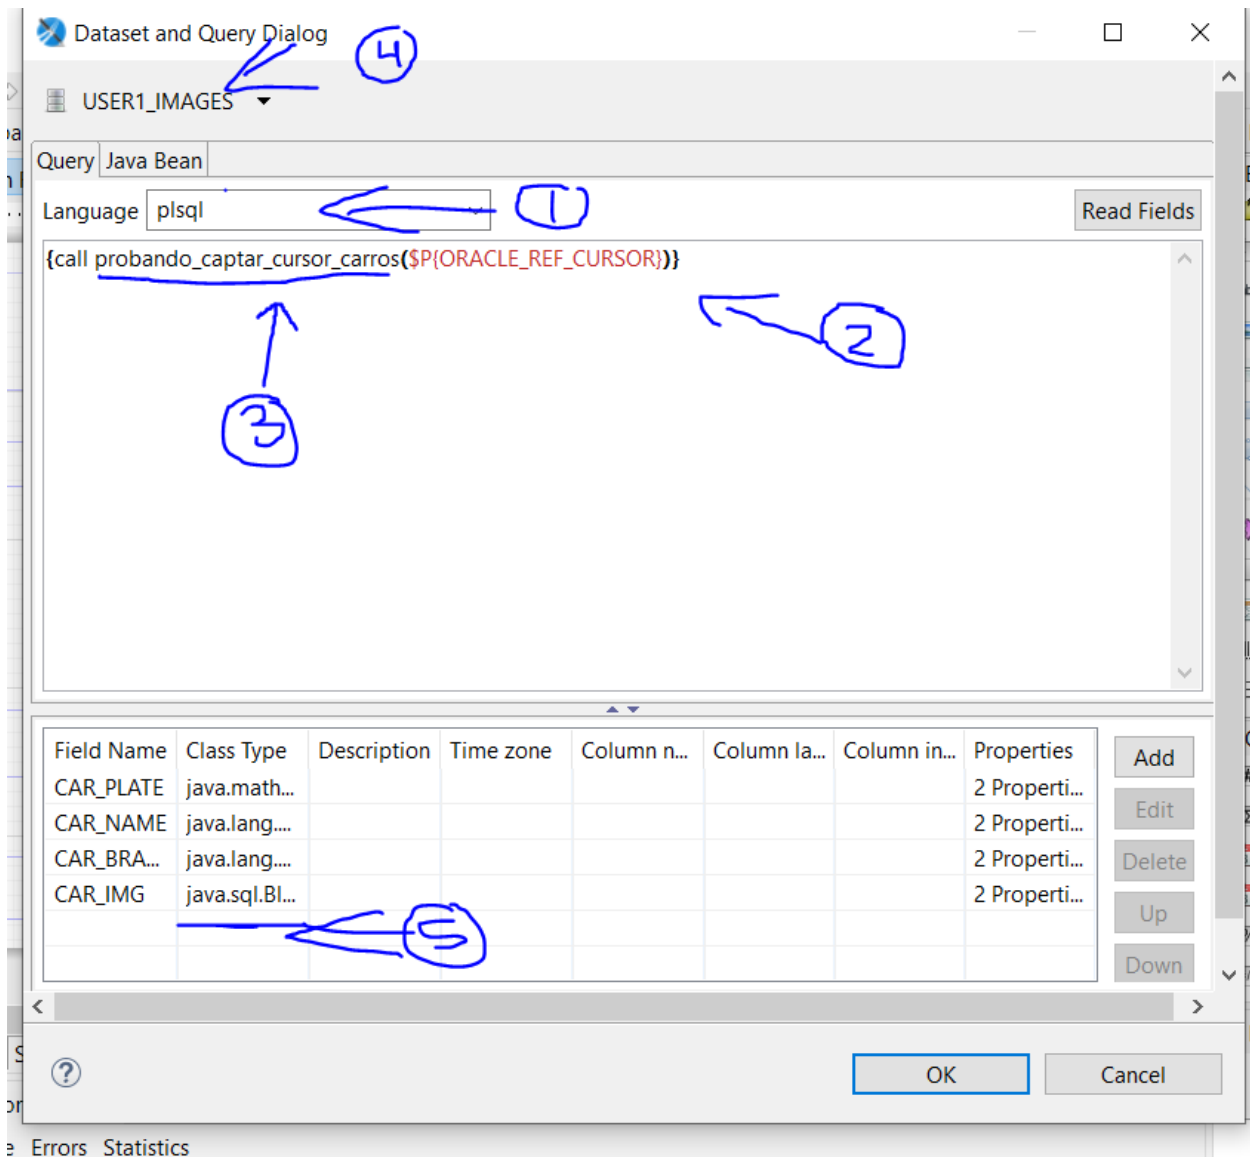 Dataset and Query Dialog
4
USER1_IMAGES
Query Java Bean
Language plsql 1 Read Fields
{call probando_captar_cursor_carros($P{ORACLE_REF_CURSOR})}
2
3
Field Name Class Type Description Time zone Column n... Column la... Column in... Properties
CAR_PLATE java.math... 2 Properti...
CAR_NAME java.lang.... 2 Properti...
CAR_BRA... java.lang.... 2 Properti...
CAR_IMG java.sql.Bl... 2 Properti...
5
Add
Edit
Delete
Up
Down
OK Cancel
Errors Statistics